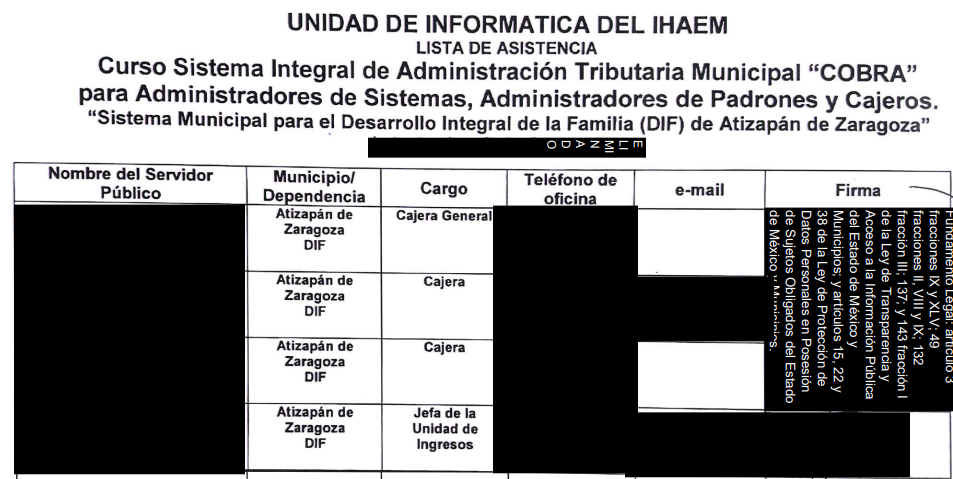 UNIDAD DE INFORMATICA DEL IHAEM
LISTA DE ASISTENCIA
Curso Sistema Integral de Administración Tributaria Municipal “COBRA”
para Administradores de Sistemas, Administradores de Padrones y Cajeros.
“Sistema Municipal para el Desarrollo Integral de la Familia (DIF) de Atizapán de Zaragoza”
ELIMINADO
Nombre del Servidor
Público
Municipio/
Dependencia
Cargo
Teléfono de
oficina
e-mail
Firma
Atizapán de
Zaragoza
DIF
Cajera General
Atizapán de
Zaragoza
DIF
Cajera
Atizapán de
Zaragoza
DIF
Cajera
Atizapán de
Zaragoza
DIF
Jefa de la
Unidad de
Ingresos
Fundamento Legal: artículo 3
fracciones IX y XLV; 49
fracciones II, VIII y IX; 132
fracción III; 137; y 143 fracción I
de la Ley de Transparencia y
Acceso a la Información Pública
del Estado de México y
Municipios; y artículos 15, 22 y
38 de la Ley de Protección de
Datos Personales en Posesión
de Sujetos Obligados del Estado
de México y Municipios.